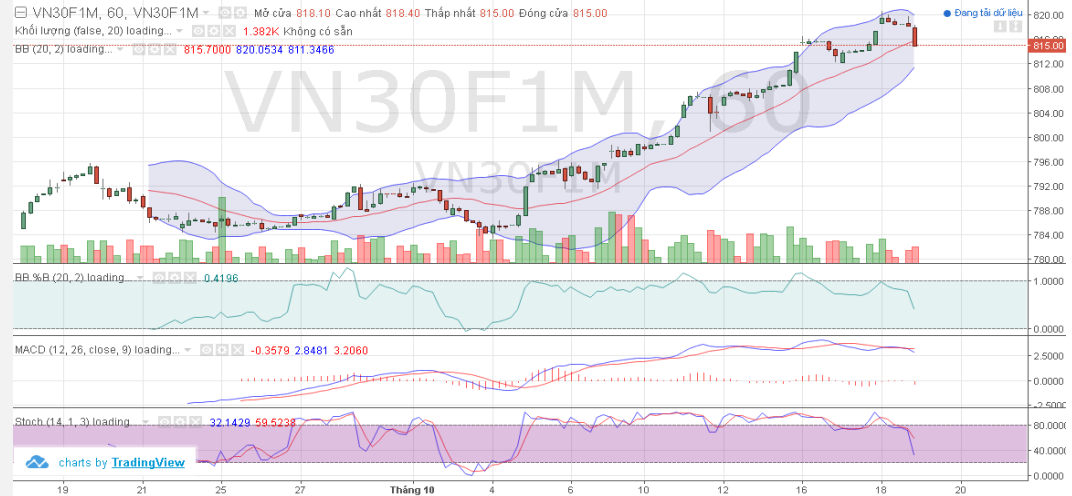 VN30F1M, 60, VN30F1M Mở cửa 818.10 Cao nhất 818.40 Thấp nhất 815.00 Đóng cửa 815.00
Đang tải dữ liệu
Khối lượng (false, 20) loading... 1.382K Không có sẵn
BB (20, 2) loading... 815.7000 820.0534 811.3466
VN30F1M, 60
VN30F1M
820.00
816.00
815.00
812.00
808.00
804.00
800.00
796.00
792.00
788.00
784.00
780.00
BB %B (20, 2) loading... 0.4196
1.0000
0.0000
MACD (12, 26, close, 9) loading... -0.3579 2.8481 3.2060
2.5000
0.0000
-2.5000
Stoch (14, 1, 3) loading... 32.1429 59.5238
80.0000
40.0000
0.0000
charts by TradingView
19 21 25 27 Tháng 10 4 6 10 12 16 18 20